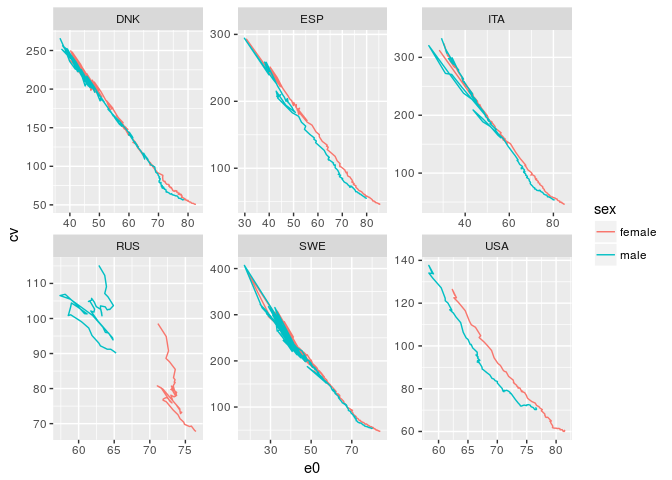 DNK
ESP
ITA
250
200
150
100
50
300
200
100
300
200
100
40 50 60 70 80
30 40 50 60 70 80
40 60 80
cv
RUS
SWE
USA
110
100
90
80
70
400
300
200
100
140
120
100
80
60
60 65 70 75
30 50 70
60 65 70 75 80
e0
sex
female
male